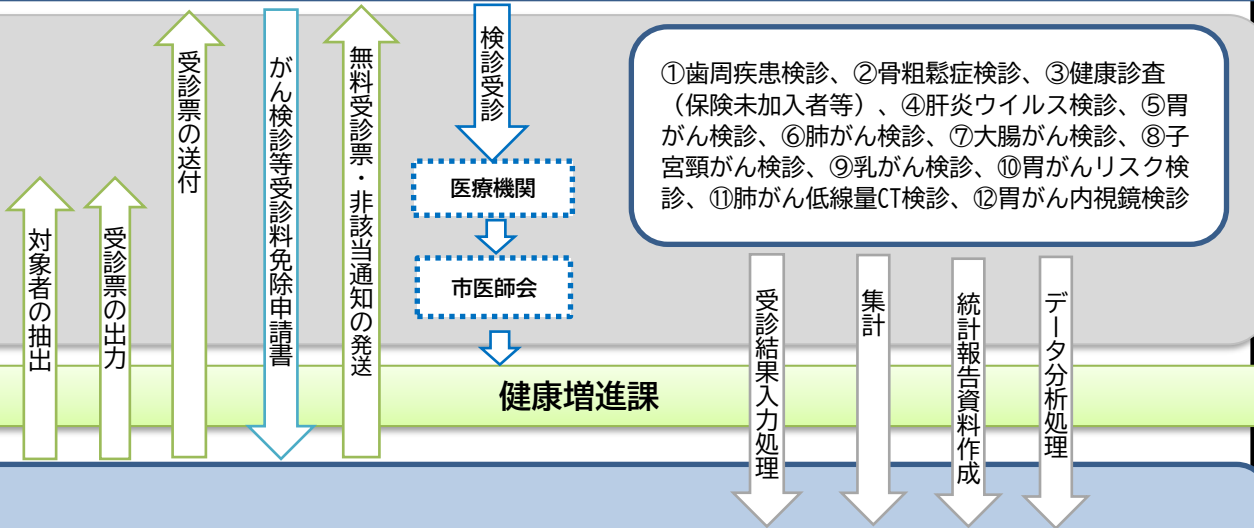 対象者の抽出
受診票の出力
受診票の送付
がん検診等受診料免除申請書
無料受診票・非該当通知の発送
検診受診
医療機関
市医師会
①歯周疾患検診、②骨粗鬆症検診、③健康診査
（保険未加入者等）、④肝炎ウイルス検診、⑤胃
がん検診、⑥肺がん検診、⑦大腸がん検診、⑧子
宮頸がん検診、⑨乳がん検診、⑩胃がんリスク検
診、⑪肺がん低線量CT検診、⑫胃がん内視鏡検診
健康増進課
受診結果入力処理
集計
統計報告資料作成
データ分析処理